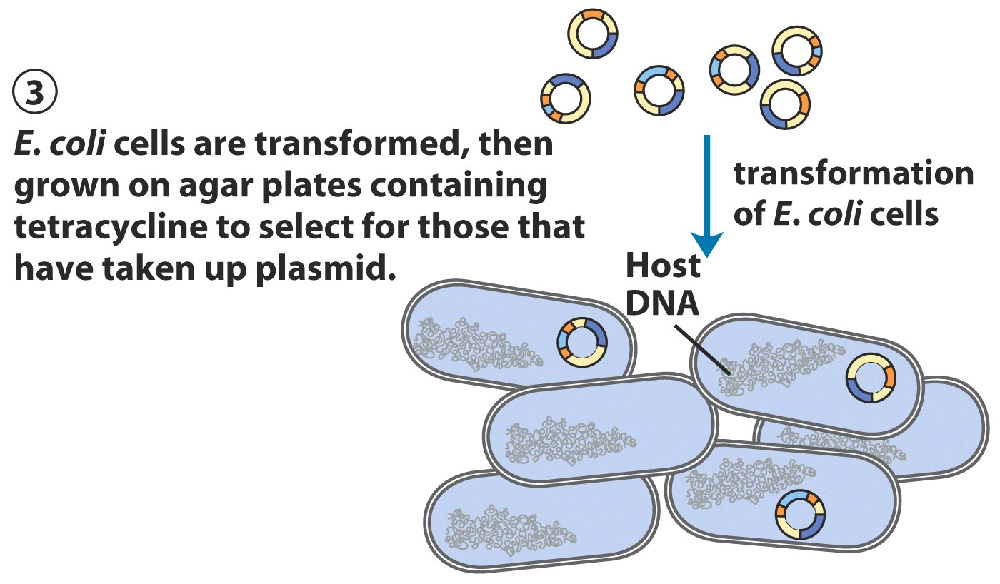 3
E. coli cells are transformed, then
grown on agar plates containing
tetracycline to select for those that
have taken up plasmid.
transformation
of E. coli cells
Host
DNA